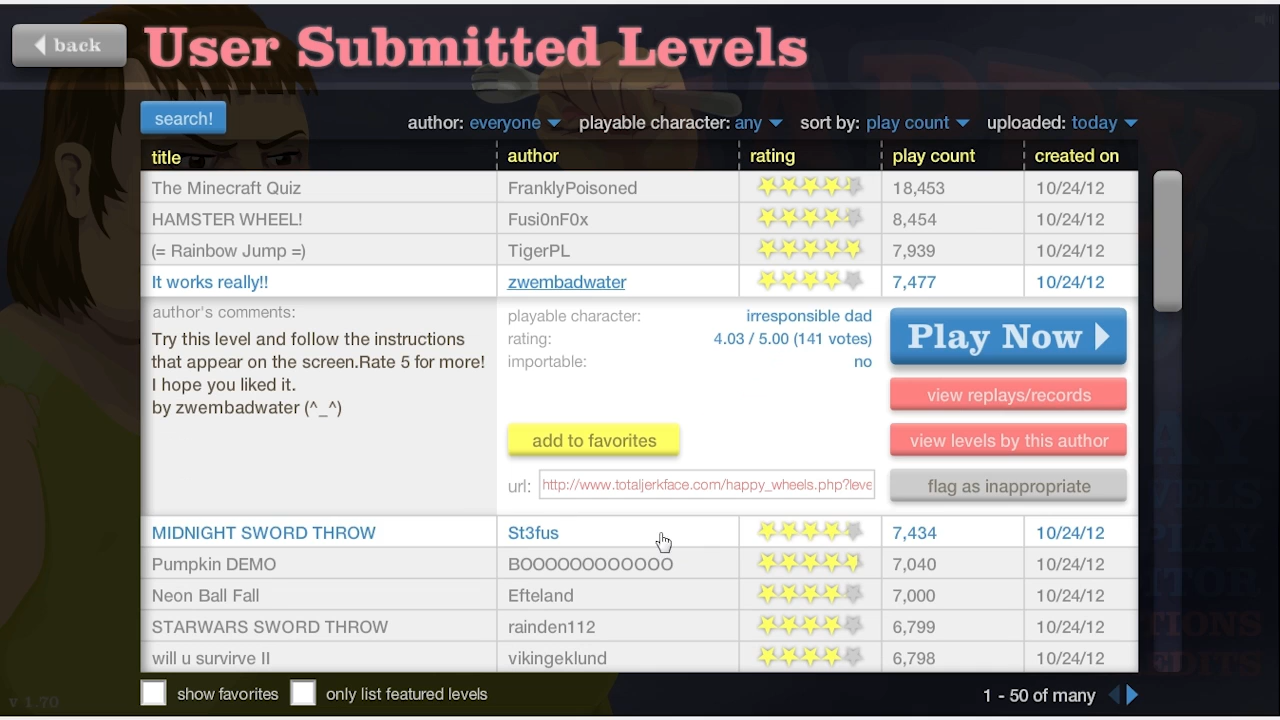 back
User Submitted Levels
search!
author: everyone playable character: any sort by: play count uploaded: today
title author rating play count created on
The Minecraft Quiz FranklyPoisoned 18,453 10/24/12
HAMSTER WHEEL! Fusi0nF0x 8,454 10/24/12
(= Rainbow Jump =) TigerPL 7,939 10/24/12
It works really!! zwembadwater 7,477 10/24/12
author's comments:
Try this level and follow the instructions
that appear on the screen.Rate 5 for more!
I hope you liked it.
by zwembadwater (^_^)
playable character: irresponsible dad
rating: 4.03 / 5.00 (141 votes)
importable: no
add to favorites
url: http://www.totaljerkface.com/happy_wheels.php?leve
Play Now
view replays/records
view levels by this author
flag as inappropriate
MIDNIGHT SWORD THROW St3fus 7,434 10/24/12
Pumpkin DEMO BOOOOOOOOOOOO 7,040 10/24/12
Neon Ball Fall Efteland 7,000 10/24/12
STARWARS SWORD THROW rainden112 6,799 10/24/12
will u survirve II vikingeklund 6,798 10/24/12
show favorites only list featured levels 1 - 50 of many
v 1.70